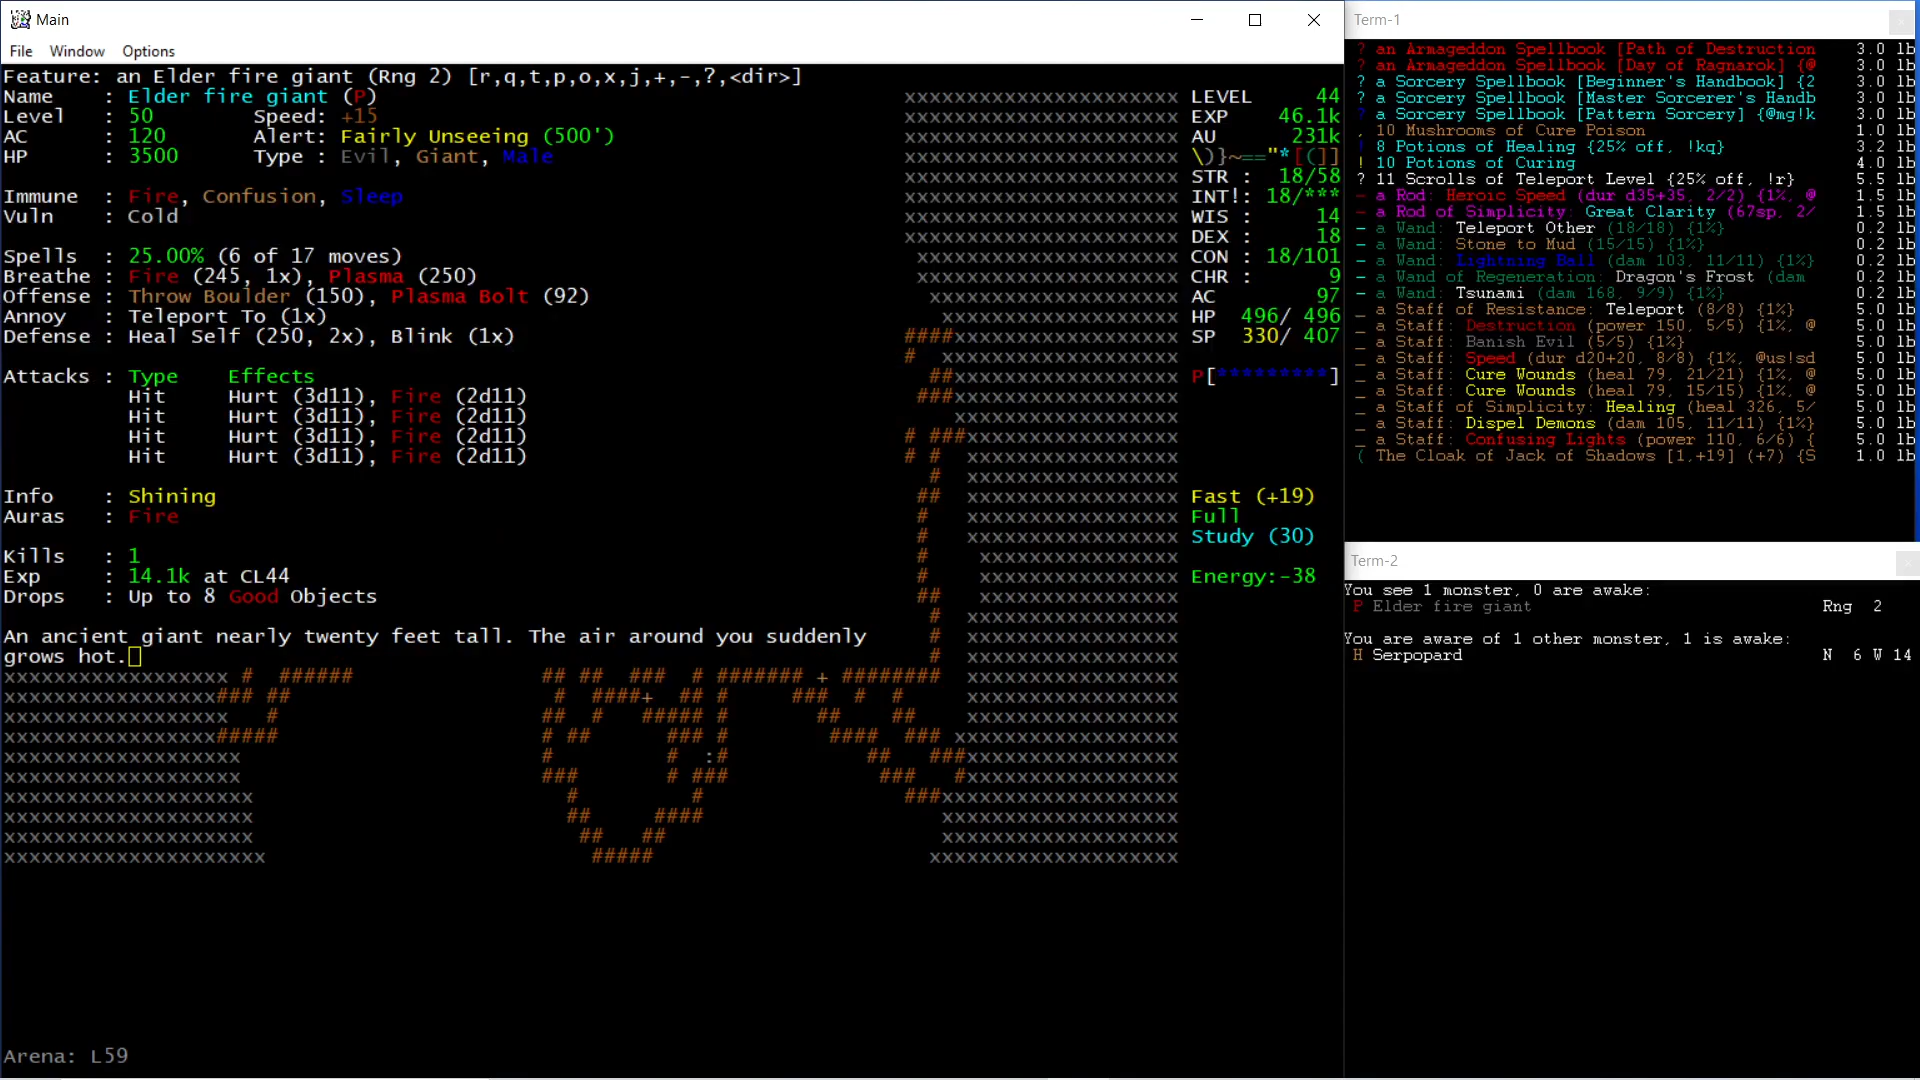 Main
File Window Options
Feature: an Elder fire giant (Rng 2) [r,q,t,p,o,x,j,+,-,?,<dir>]
Name : Elder fire giant (P)
Level : 50 Speed: +15
AC : 120 Alert: Fairly Unseeing (500')
HP : 3500 Type : Evil, Giant, Male
Immune : Fire, Confusion, Sleep
Vuln : Cold
Spells : 25.00% (6 of 17 moves)
Breathe : Fire (245, 1x), Plasma (250)
Offense : Throw Boulder (150), Plasma Bolt (92)
Annoy : Teleport To (1x)
Defense : Heal Self (250, 2x), Blink (1x)
Attacks : Type Effects
Hit Hurt (3d11), Fire (2d11)
Hit Hurt (3d11), Fire (2d11)
Hit Hurt (3d11), Fire (2d11)
Hit Hurt (3d11), Fire (2d11)
Info : Shining
Auras : Fire
Kills : 1
Exp : 14.1k at CL44
Drops : Up to 8 Good Objects
An ancient giant nearly twenty feet tall. The air around you suddenly
grows hot.
Arena: L59
LEVEL 44
EXP 46.1k
AU 231k
\)}~=="*[(]]
STR : 18/58
INT!: 18/***
WIS : 14
DEX : 18
CON : 18/101
CHR : 9
AC 97
HP 496/ 496
SP 330/ 407
P[*********]
Fast (+19)
Full
Study (30)
Energy:-38
Term-1
? an Armageddon Spellbook [Path of Destruction 3.0 lb
? an Armageddon Spellbook [Day of Ragnarok] {@ 3.0 lb
? a Sorcery Spellbook [Beginner's Handbook] {2 3.0 lb
? a Sorcery Spellbook [Master Sorcerer's Handb 3.0 lb
? a Sorcery Spellbook [Pattern Sorcery] {@mg!k 3.0 lb
, 10 Mushrooms of Cure Poison 1.0 lb
! 8 Potions of Healing {25% off, !kq} 3.2 lb
! 10 Potions of Curing 4.0 lb
? 11 Scrolls of Teleport Level {25% off, !r} 5.5 lb
- a Rod: Heroic Speed (dur d35+35, 2/2) {1%, @ 1.5 lb
- a Rod of Simplicity: Great Clarity (67sp, 2/ 1.5 lb
- a Wand: Teleport Other (18/18) {1%} 0.2 lb
- a Wand: Stone to Mud (15/15) {1%} 0.2 lb
- a Wand: Lightning Ball (dam 103, 11/11) {1%} 0.2 lb
- a Wand of Regeneration: Dragon's Frost (dam 0.2 lb
- a Wand: Tsunami (dam 168, 9/9) {1%} 0.2 lb
_ a Staff of Resistance: Teleport (8/8) {1%} 5.0 lb
_ a Staff: Destruction (power 150, 5/5) {1%, @ 5.0 lb
_ a Staff: Banish Evil (5/5) {1%} 5.0 lb
_ a Staff: Speed (dur d20+20, 8/8) {1%, @us!sd 5.0 lb
_ a Staff: Cure Wounds (heal 79, 21/21) {1%, @ 5.0 lb
_ a Staff: Cure Wounds (heal 79, 15/15) {1%, @ 5.0 lb
_ a Staff of Simplicity: Healing (heal 326, 5/ 5.0 lb
_ a Staff: Dispel Demons (dam 105, 11/11) {1%} 5.0 lb
_ a Staff: Confusing Lights (power 110, 6/6) { 5.0 lb
( The Cloak of Jack of Shadows [1,+19] (+7) {S 1.0 lb
Term-2
You see 1 monster, 0 are awake:
P Elder fire giant Rng 2
You are aware of 1 other monster, 1 is awake:
H Serpopard N 6 W 14